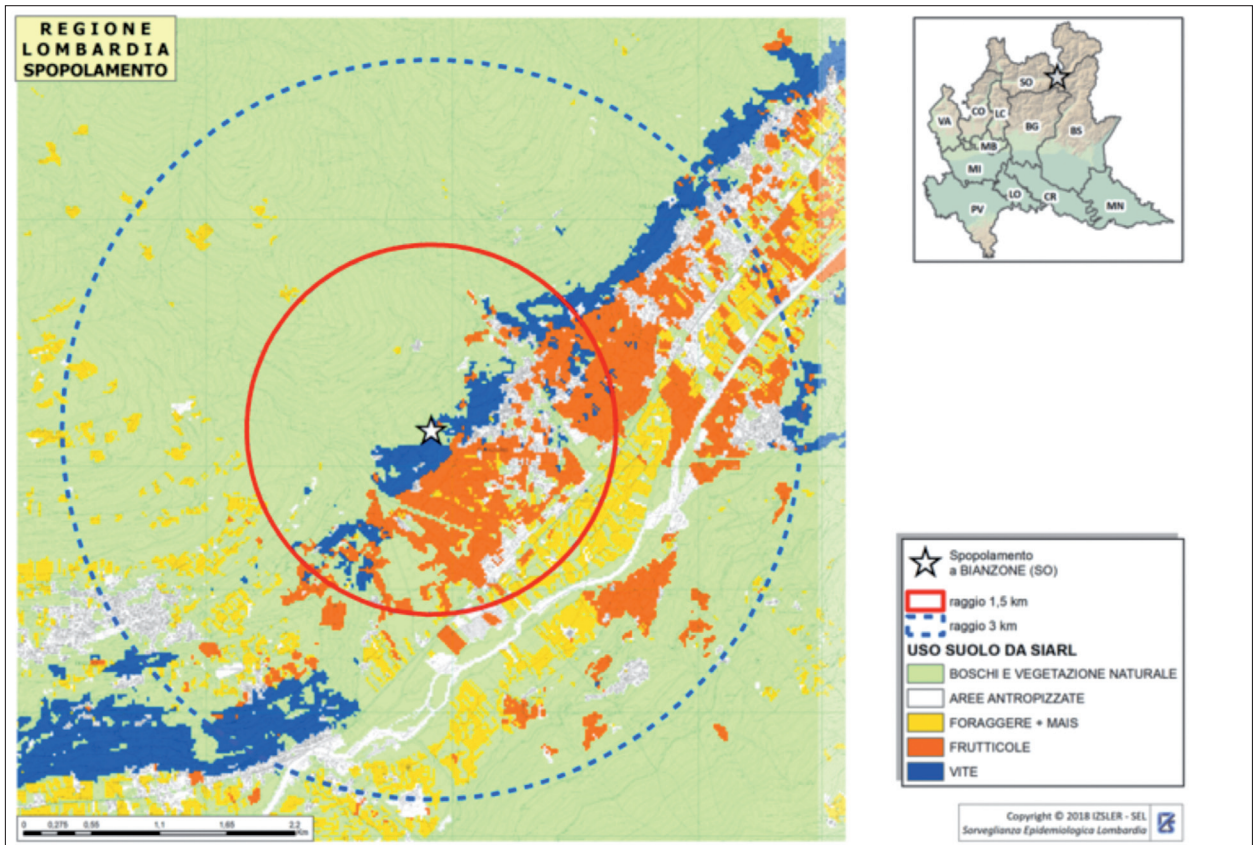 REGIONE
LOMBARDIA
SPOPOLAMENTO
SO
VA
CO
LC
BG
BS
MB
MI
LO
CR
PV
MN
Spopolamento
a BIANZONE (SO)
raggio 1,5 km
raggio 3 km
USO SUOLO DA SIARL
BOSCHI E VEGETAZIONE NATURALE
AREE ANTROPIZZATE
FORAGGERE + MAIS
FRUTTICOLE
VITE
0 0,275 0,55 1,1 1,65 2,2
Km
Copyright © 2018 IZSLER - SEL
Sorveglianza Epidemiologica Lombardia